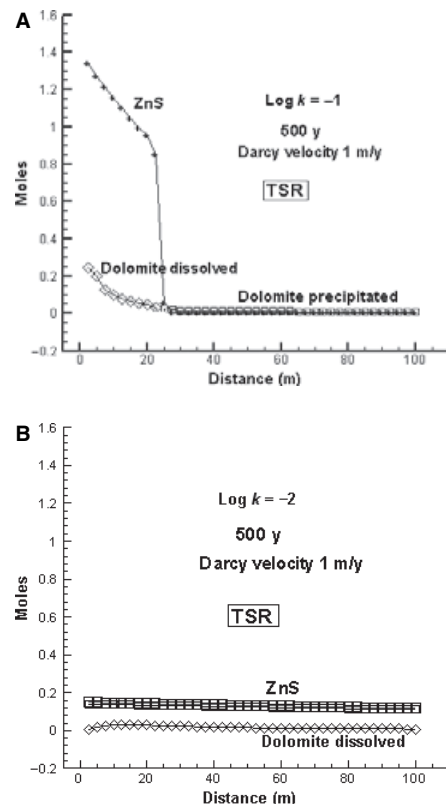 A
1.6
1.4
1.2
1
0.8
0.6
0.4
0.2
0
−0.2
Moles
ZnS
Log k = −1
500 y
Darcy velocity 1 m/y
TSR
Dolomite dissolved
Dolomite precipitated
0 20 40 60 80 100
Distance (m)
B
1.6
1.4
1.2
1
0.8
0.6
0.4
0.2
0
−0.2
Moles
Log k = −2
500 y
Darcy velocity 1 m/y
TSR
ZnS
Dolomite dissolved
0 20 40 60 80 100
Distance (m)